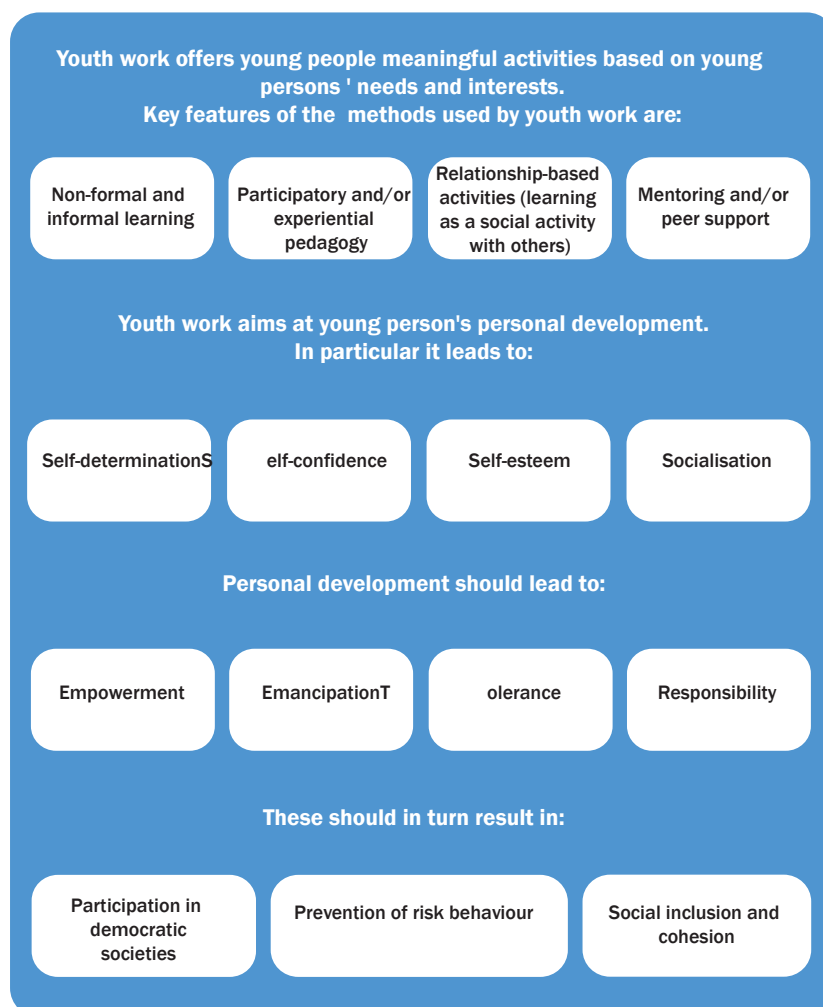 Youth work offers young people meaningful activities based on young
persons ' needs and interests.
Key features of the methods used by youth work are:
Non-formal and
informal learning
Participatory and/or
experiential
pedagogy
Relationship-based
activities (learning
as a social activity
with others)
Mentoring and/or
peer support
Youth work aims at young person's personal development.
In particular it leads to:
Self-determinationS
elf-confidence
Self-esteem
Socialisation
Personal development should lead to:
Empowerment
EmancipationT
olerance
Responsibility
These should in turn result in:
Participation in
democratic
societies
Prevention of risk behaviour
Social inclusion and
cohesion